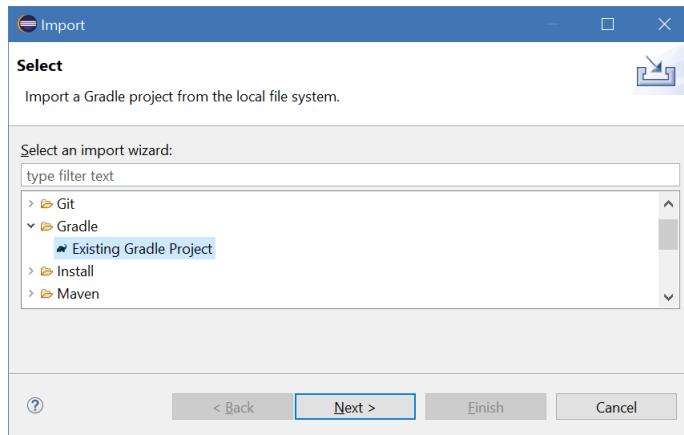 Import
Select
Import a Gradle project from the local file system.
Select an import wizard:
type filter text
Git
Gradle
Existing Gradle Project
Install
Maven
?
< Back
Next >
Finish
Cancel